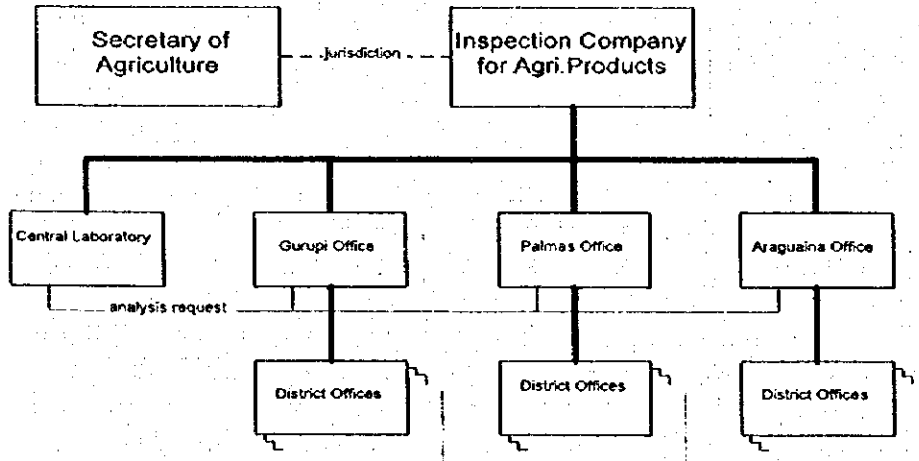 Secretary of
Agriculture
jurisdiction
Inspection Company
for Agri.Products
Central Laboratory
Gurupi Office
Palmas Office
Araguaina Office
analysis request
District Offices
District Offices
District Offices